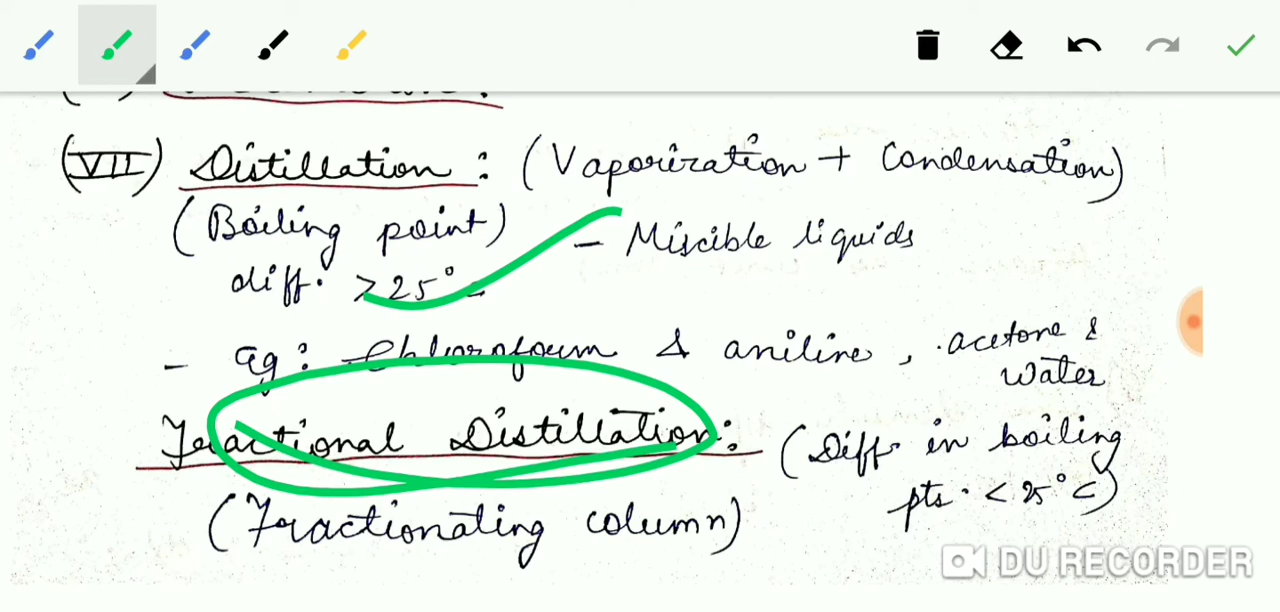 (VII) Distillation : (Vaporization + Condensation)
(Boiling point) - Miscible liquids
diff. > 25°
- eg: Chloroform & aniline, acetone & water
Fractional Distillation: (Diff in boiling pts. < 25°C)
(Fractionating column)
DU RECORDER